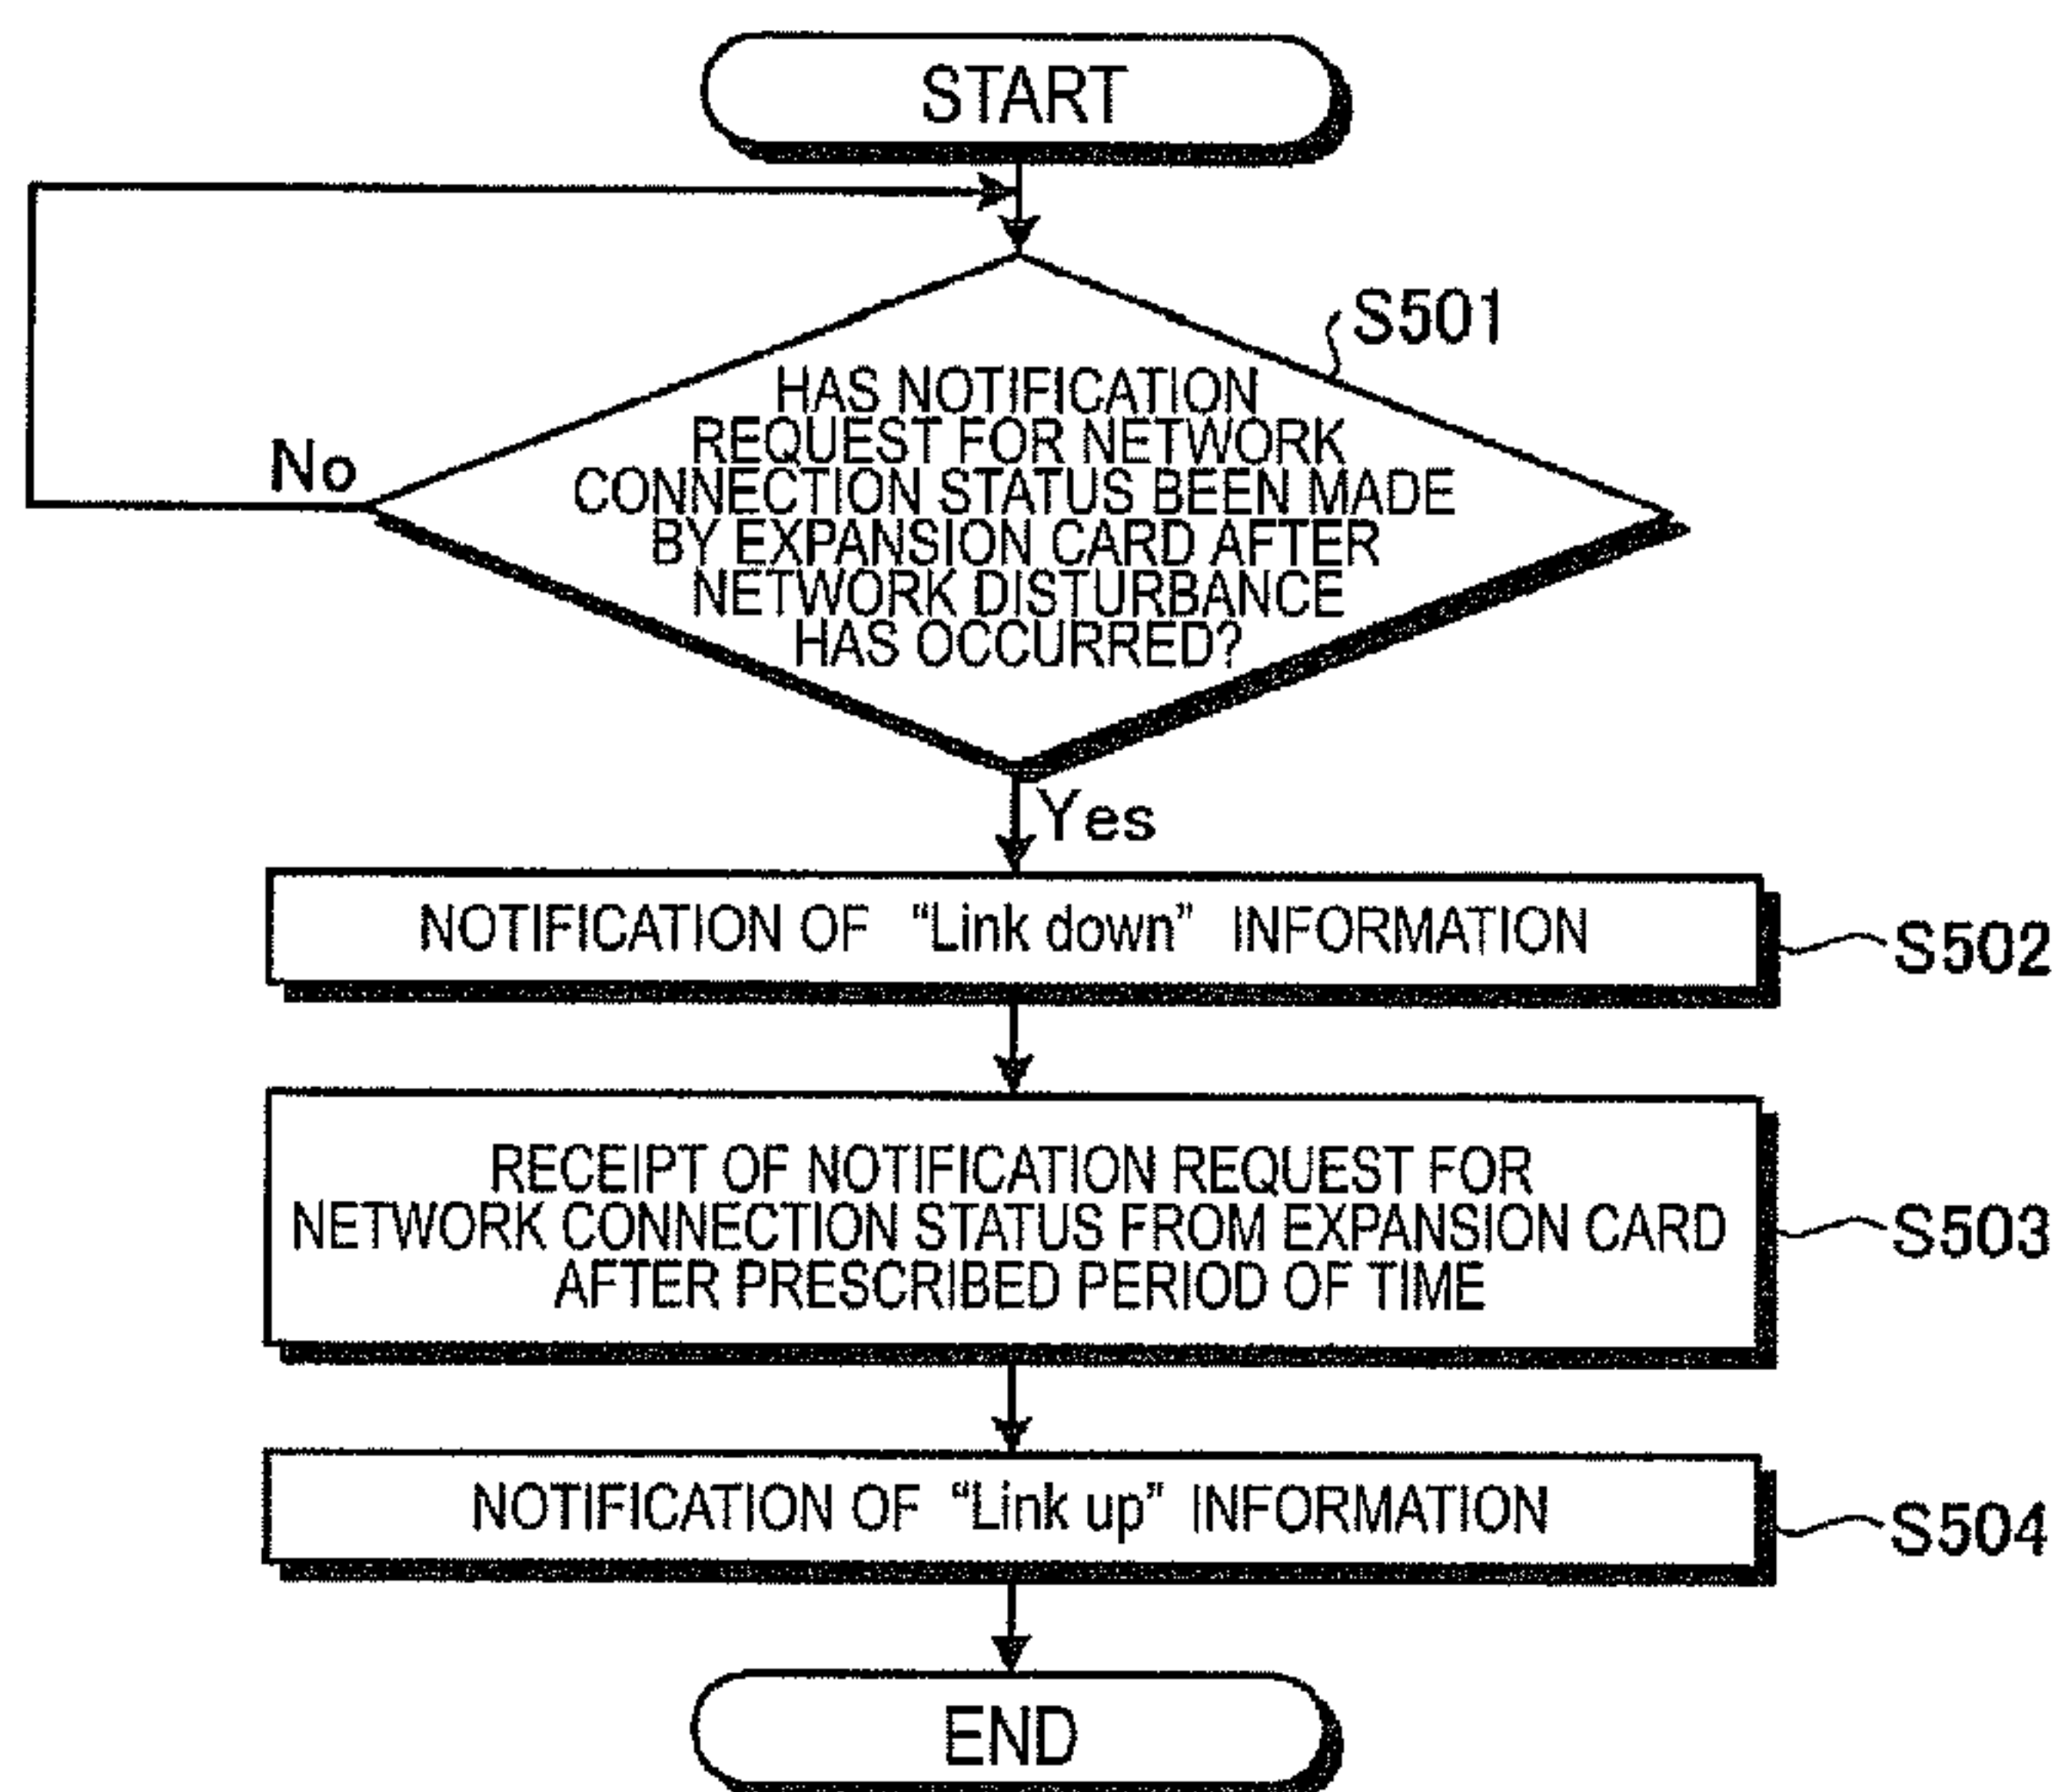 START
S501
HAS NOTIFICATION
REQUEST FOR NETWORK
CONNECTION STATUS BEEN MADE
BY EXPANSION CARD AFTER
NETWORK DISTURBANCE
HAS OCCURRED?
No
Yes
NOTIFICATION OF “Link down” INFORMATION
S502
RECEIPT OF NOTIFICATION REQUEST FOR
NETWORK CONNECTION STATUS FROM EXPANSION CARD
AFTER PRESCRIBED PERIOD OF TIME
S503
NOTIFICATION OF “Link up” INFORMATION
S504
END